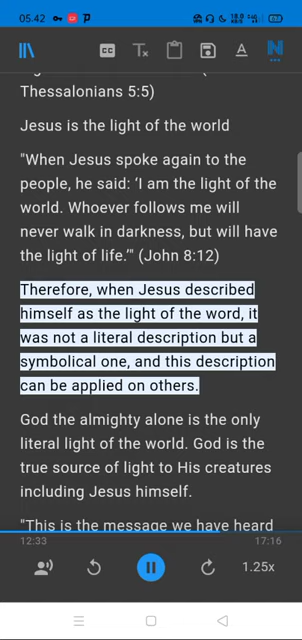 05.42
Thessalonians 5:5)
Jesus is the light of the world
"When Jesus spoke again to the
people, he said: ‘I am the light of the
world. Whoever follows me will
never walk in darkness, but will have
the light of life.’" (John 8:12)
Therefore, when Jesus described
himself as the light of the word, it
was not a literal description but a
symbolical one, and this description
can be applied on others.
God the almighty alone is the only
literal light of the world. God is the
true source of light to His creatures
including Jesus himself.
"This is the message we have heard
12:33
17:16
1.25x